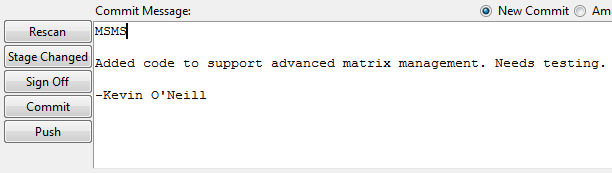 Commit Message:
New Commit
Am
Rescan
MSMS
Stage Changed
Added code to support advanced matrix management. Needs testing.
Sign Off
-Kevin O'Neill
Commit
Push